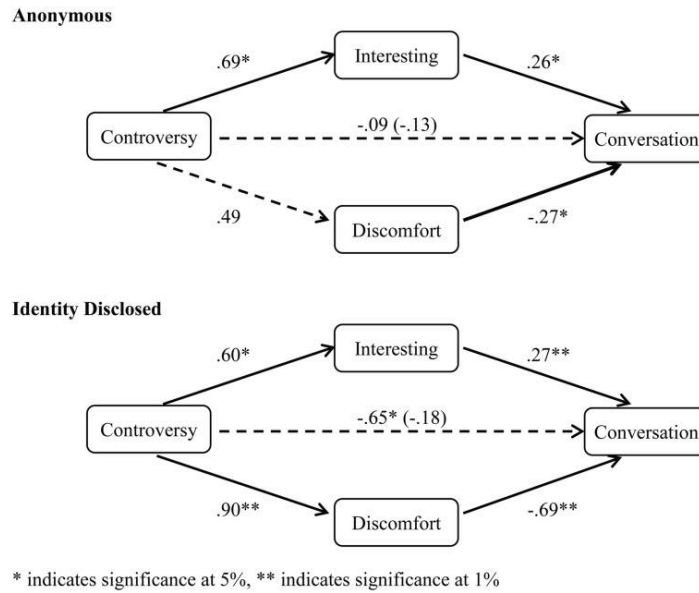 Anonymous
Interesting
.69*
.26*
Controversy
-.09 (-.13)
Conversation
.49
-.27*
Discomfort
Identity Disclosed
Interesting
.60*
.27**
Controversy
-.65* (-.18)
Conversation
.90**
-.69**
Discomfort
* indicates significance at 5%, ** indicates significance at 1%